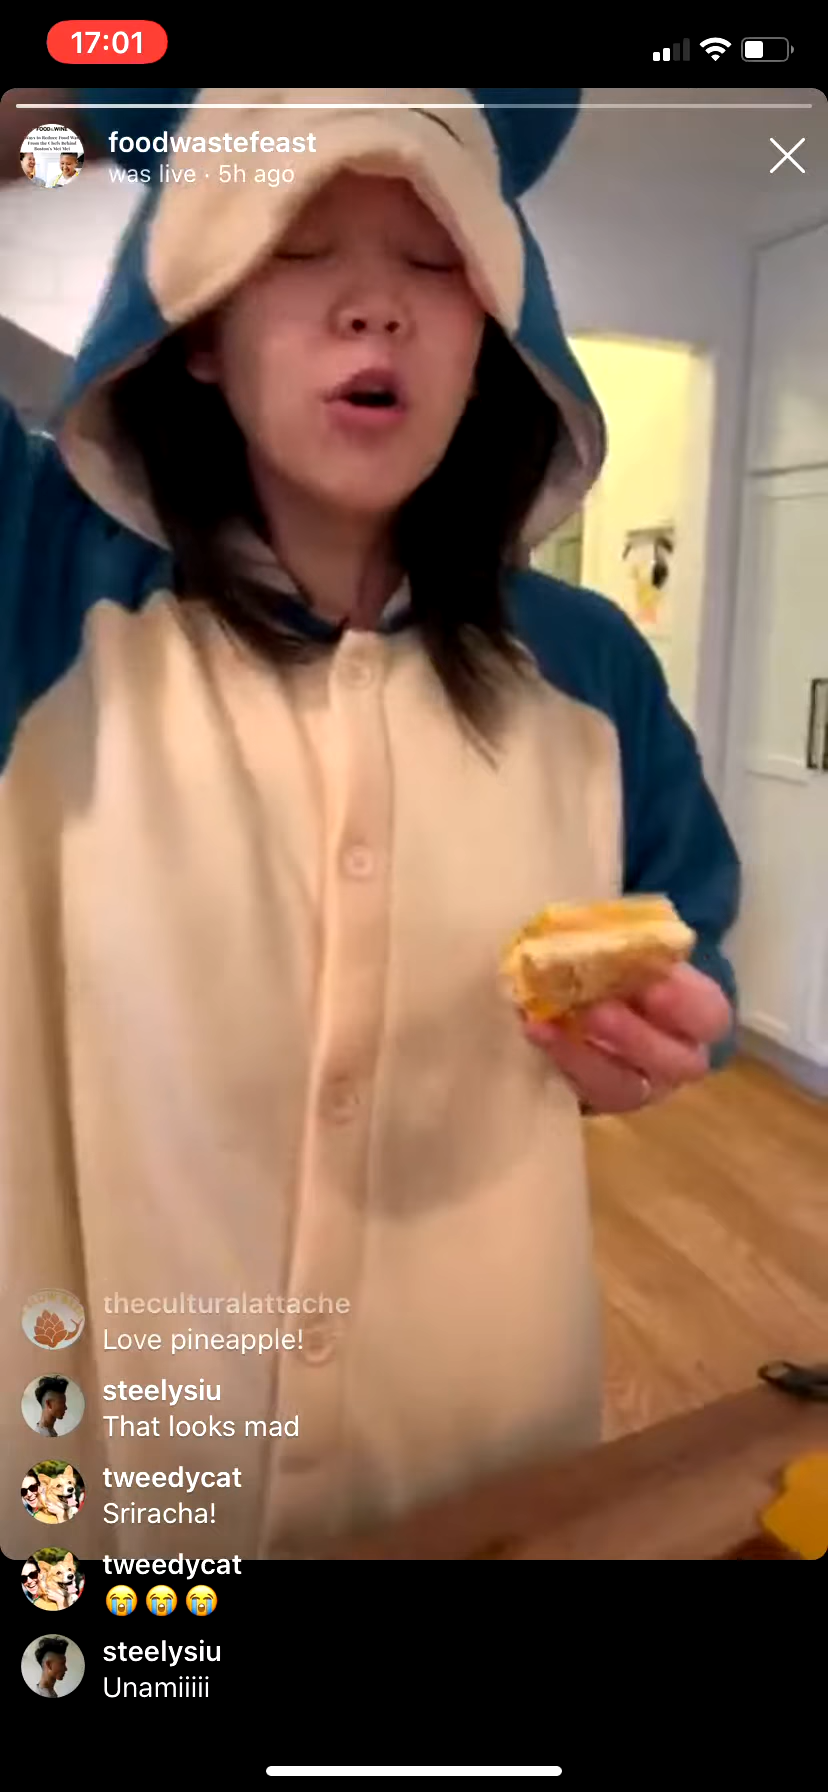 17:01
foodwastefeast
was live · 5h ago
theculturalattache
Love pineapple!
steelysiu
That looks mad
tweedycat
Sriracha!
tweedycat
😭😭😭
steelysiu
Unamiiiii